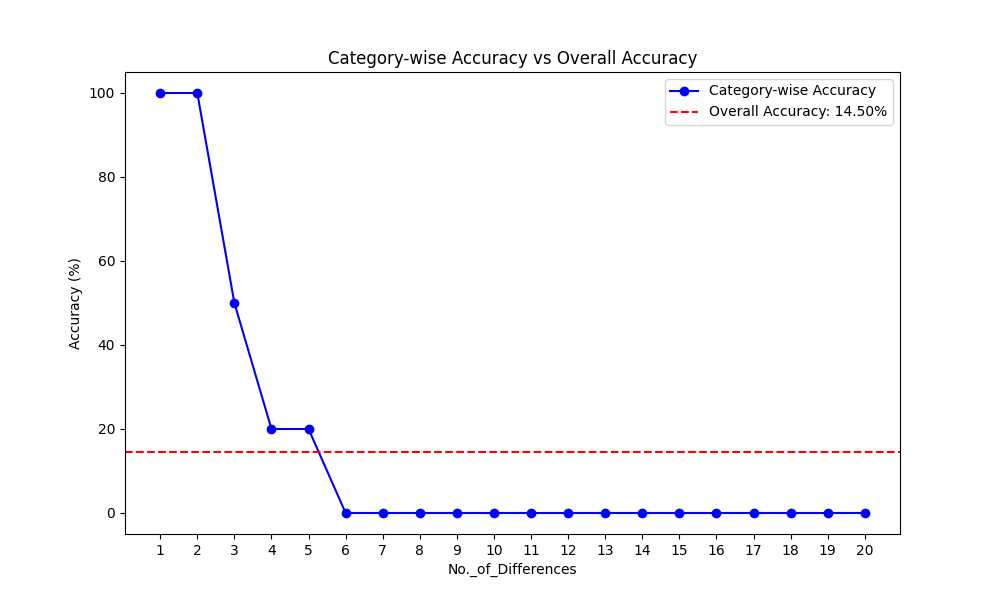 Category-wise Accuracy vs Overall Accuracy
Category-wise Accuracy
Overall Accuracy: 14.50%
Accuracy (%)
100
80
60
40
20
0
1 2 3 4 5 6 7 8 9 10 11 12 13 14 15 16 17 18 19 20
No._of_Differences